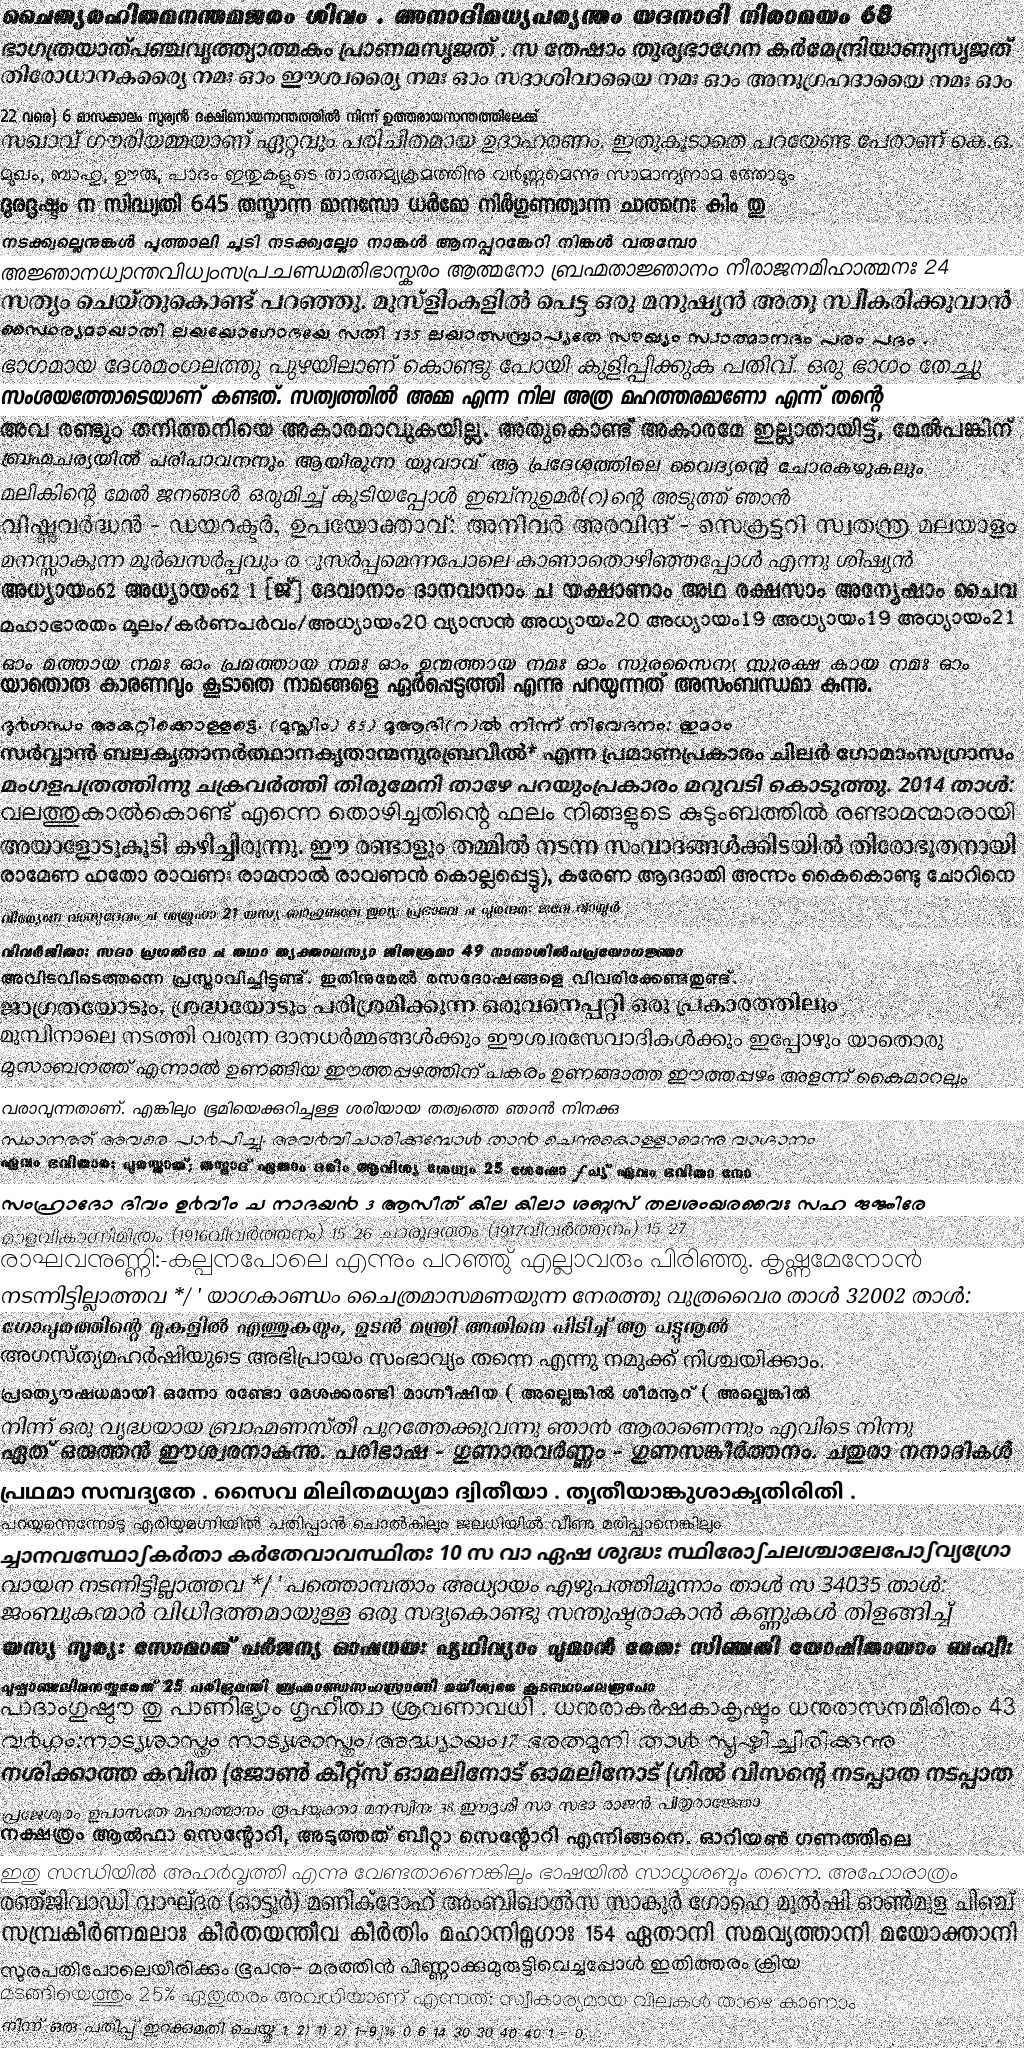 ചൈത്യരഹിതമനന്തമജരം ശിവം . അനാദിമധ്യപര്യന്തം യദനാദി നിരാമയം 68
ഭാഗത്രയാത്പഞ്ചവൃത്ത്യാത്മകം പ്രാണമസൃജത് . സ തേഷാം തുര്യഭാഗേന കർമേന്ദ്രിയാണ്യസൃജത്
തിരോധാനകര്യൈ നമഃ ഓം ഈശ്വര്യൈ നമഃ ഓം സദാശിവായൈ നമഃ ഓം അനുഗ്രഹദായൈ നമഃ ഓം
22 വരെ) 6 മാസക്കാലം സൂര്യൻ ദക്ഷിണായനാന്തത്തിൽ നിന്ന് ഉത്തരായനാന്തത്തിലേക്ക്
സഖാവ് ഗൗരിയമ്മയാണ് ഏറ്റവും പരിചിതമായ ഉദാഹരണം. ഇതുകൂടാതെ പറയേണ്ട പേരാണ് കെ.ഒ.
മുഖം, ബാഹു, ഊരു, പാദം ഇതുകളുടെ താരതമ്യക്രമത്തിനു വർണ്ണമെന്നു സാമാന്യനാമ ത്തോടും
ദുരദൃഷ്ടം ന സിദ്ധ്യതി 645 തസ്മാന്ന മാനസോ ധർമോ നിർഗുണത്വാന്ന ചാത്മനഃ കിം തു
നടക്ക്വല്ലെനുങ്കൾ പുത്താലി ചുടി നടക്ക്വല്ലോ നാങ്കൾ ആനപ്പുറങ്കേറി നിങ്കൾ വരുമ്പോ
അജ്ഞാനധ്വാന്തവിധ്വംസപ്രചണ്ഡമതിഭാസ്കരം ആത്മനോ ബ്രഹ്മതാജ്ഞാനം നീരാജനമിഹാത്മനഃ 24
സത്യം ചെയ്തുകൊണ്ട് പറഞ്ഞു. മുസ്ളിംകളിൽ പെട്ട ഒരു മനുഷ്യൻ അതു സ്വീകരിക്കുവാൻ
സൈന്ധാര്യമായാതി ലയയോഗോദയേ സതി 135 ലയാത്സമ്പ്രാപ്യതേ സൗഖ്യം സ്വാത്മാനന്ദം പരം പദം .
ഭാഗമായ ദേശമംഗലത്തു പുഴയിലാണ് കൊണ്ടു പോയി കുളിപ്പിക്കുക പതിവ്. ഒരു ഭാഗം തേച്ചു
സംശയത്തോടെയാണ് കണ്ടത്. സത്വത്തിൽ അമ്മ എന്ന നില അത്ര മഹത്തരമാണോ എന്ന് തന്റെ
അവ രണ്ടും തനിത്തനിയെ അകാരമാവുകയില്ല. അതുകൊണ്ട് അകാരമേ ഇല്ലാതായിട്ട്, മേൽപങ്കിന്
ബ്രഹ്മചര്യയിൽ പരിപാവനനും ആയിരുന്ന യുവാവ് ആ പ്രദേശത്തിലെ വൈദ്യന്റെ ചോരകഴുകലും
മലികിന്റെ മേൽ ജനങ്ങൾ ഒരുമിച്ച് കൂടിയപ്പോൾ ഇബ്നുഉമർ(റ)ന്റെ അടുത്ത് ഞാൻ
വിഷ്ണുവർദ്ധൻ - ഡയറക്ടർ, ഉപയോക്താവ്: അനിവർ അരവിന്ദ് - സെക്രട്ടറി സ്വതന്ത്ര മലയാളം
മനസ്സാകുന്ന മൂർഖസർപ്പവും ര ുസർപ്പമെന്നപോലെ കാണാതൊഴിഞ്ഞപ്പോൾ എന്നു ശിഷ്യൻ
അധ്യായം62 അധ്യായം62 1 [ജ്] ദേവാനാം ദാനവാനാം ച യക്ഷാണാം അഥ രക്ഷസാം അന്യേഷാം ചൈവ
മഹാഭാരതം മൂലം/കർണപർവം/അധ്യായം20 വ്യാസൻ അധ്യായം20 അധ്യായം19 അധ്യായം19 അധ്യായം21
ഓം മത്തായ നമഃ ഓം പ്രമത്തായ നമഃ ഓം ഉന്മത്തായ നമഃ ഓം സുരസൈന്യ സുരക്ഷ കായ നമഃ ഓം
യാതൊരു കാരണവും കൂടാതെ നാമങ്ങളെ ഏർപ്പെടുത്തി എന്നു പറയുന്നത് അസംബന്ധമാ കുന്നു.
ദുർഗന്ധം അകറ്റിക്കൊള്ളട്ടെ. (മുസ്ലിം) 85) മൂആദി(റ)ൽ നിന്ന് നിവേദനം: ഇമാം
സർവ്വാൻ ബലകൃതാനർത്ഥാനകൃതാന്മനുരബ്രവീൽ* എന്ന പ്രമാണപ്രകാരം ചിലർ ഗോമാംസഗ്രാസം
മംഗളപത്രത്തിന്നു ചക്രവർത്തി തിരുമേനി താഴേ പറയുംപ്രകാരം മറുവടി കൊടുത്തു. 2014 താൾ:
വലത്തുകാൽകൊണ്ട് എന്നെ തൊഴിച്ചതിന്റെ ഫലം നിങ്ങളുടെ കുടുംബത്തിൽ രണ്ടാമന്മാരായി
അയാളോടുകൂടി കഴിച്ചിരുന്നു. ഈ രണ്ടാളും തമ്മിൽ നടന്ന സംവാദങ്ങൾക്കിടയിൽ തിരോഭൂതനായി
രാമേണ ഹതോ രാവണഃ രാമനാൽ രാവണൻ കൊല്ലപ്പെട്ടു), കരേണ ആദദാതി അന്നം കൈകൊണ്ടു ചോറിനെ
വാസുദേവം ച 21 യസ്യ
വിവർജിതാഃ സദാ പ്രഗൽഭാ ച തഥാ ത്യക്താലസ്യാ ജിതശ്രമാ 49 നാനാശിൽപപ്രയോഗജ്ഞാ
അവിടവിടെത്തന്നെ പ്രസ്താവിച്ചിട്ടുണ്ട്. ഇതിനുമേൽ രസദോഷങ്ങളെ വിവരിക്കേണ്ടതുണ്ട്.
ജാഗ്രതയോടും, ശ്രദ്ധയോടും പരിശ്രമിക്കുന്ന ഒരുവനെപ്പറ്റി ഒരു പ്രകാരത്തിലും
മുമ്പിനാലെ നടത്തി വരുന്ന ദാനധർമ്മങ്ങൾക്കും ഈശ്വരസേവാദികൾക്കും ഇപ്പോഴും യാതൊരു
മുസാബനത്ത് എന്നാൽ ഉണങ്ങിയ ഈത്തപ്പഴത്തിന് പകരം ഉണങ്ങാത്ത ഈത്തപ്പഴം അളന്ന് കൈമാറലും
വരാവുന്നതാണ്. എങ്കിലും ഭൂമിയെക്കുറിച്ചുള്ള ശരിയായ തത്വത്തെ ഞാൻ നിനക്കു
സ്ഥാനത്ത് അവരെ പാർപിച്ചു. അവർവിചാരിക്കുമ്പോൾ താൻ ചെന്നുകൊള്ളാമെന്നു വാഗ്ദാനം
ഏവം ഭവിതാരഃ പുരസ്താത്; തസ്മാദ് ഏതാം ദരീം ആവിശ്യ ശേധ്വം 25 ശേഷോ ഽപ്യ് ഏവം ഭവിതാ നോ
സംഹ്രാദോ ദിവം ഉർവീം ച നാദയൻ 3 ആസീത് കില കിലാ ശബ്ദസ് തലശംഖരവൈഃ സഹ ജജ്ഞിരേ
മാളവികാഗ്നിമിത്രം (1916വിവർത്തനം) 15 26 ചാരുദത്തം (1917വിവർത്തനം) 15 27
രാഘവനുണ്ണി:-കല്പനപോലെ എന്നും പറഞ്ഞു് എല്ലാവരും പിരിഞ്ഞു. കൃഷ്ണമേനോൻ
നടന്നിട്ടില്ലാത്തവ */ ' യാഗകാണ്ഡം ചൈത്രമാസമണയുന്ന നേരത്തു വുത്രവൈര താൾ 32002 താൾ:
ഗോപുരത്തിന്റെ മുകളിൽ എത്തുകയും, ഉടൻ മന്ത്രി അതിനെ പിടിച്ച് ആ പട്ടുനൂൽ
അഗസ്ത്യമഹർഷിയുടെ അഭിപ്രായം സംഭാവ്യം തന്നെ എന്നു നമുക്ക് നിശ്ചയിക്കാം.
പ്രത്യൌഷധമായി ഒന്നോ രണ്ടോ മേശക്കരണ്ടി മാഗ്നീഷിയ ( അല്ലെങ്കിൽ ശീമനൂറ് ( അല്ലെങ്കിൽ
നിന്ന് ഒരു വൃദ്ധയായ ബ്രാഹ്മണസ്തീ പുറത്തേക്കുവന്നു ഞാൻ ആരാണെന്നും എവിടെ നിന്നു
ഏത് ഒരുത്തൻ ഈശ്വരനാകുന്നു. പരിഭാഷ - ഗുണാനുവർണ്ണം - ഗുണസങ്കീർത്തനം. ചതുരാ നനാദികൾ
പ്രഥമാ സമ്പദ്യതേ . സൈവ മിലിതമധ്യമാ ദ്വിതീയാ . തൃതീയാങ്കുശാകൃതിരിതി .
പറയുന്നെന്നോടു എരിയുമഗ്നിയിൽ പതിപ്പാൻ ചൊൽകിലും ജലധിയിൽ വീണു മരിപ്പാനെങ്കിലും
ച്ചാനവസ്ഥോഽകർതാ കർതേവാവസ്ഥിതഃ 10 സ വാ ഏഷ ശുദ്ധഃ സ്ഥിരോഽചലശ്ചാലേപോഽവ്യഗ്രോ
വായന നടന്നിട്ടില്ലാത്തവ */ ' പത്തൊമ്പതാം അധ്യായം എഴുപത്തിമൂന്നാം താൾ സ 34035 താൾ:
ജംബുകന്മാർ വിധിദത്തമായുള്ള ഒരു സദ്യകൊണ്ടു സന്തുഷ്ടരാകാൻ കണ്ണുകൾ തിളങ്ങിച്ച്
യസ്യ സൂര്യഃ സോമാത് പർജന്യ ഓഷധയഃ പൃഥിവ്യാം പുമാൻ രേതഃ സിഞ്ചതി യോഷിതായാം ബഹ്വീഃ
25 പരിഭ്രമന്തി ബ്രഹ്മാണ്ഡസഹസ്രാണി മയീശ്വരേ കൂടസ്ഥാചലരൂപോ
പാദാംഗുഷ്ഠൗ തു പാണിഭ്യാം ഗൃഹീത്വാ ശ്രവണാവധി . ധനുരാകർഷകാകൃഷ്ടം ധനുരാസനമീരിതം 43
വർഗ്ഗം:നാട്യശാസ്ത്രം നാട്യശാസ്ത്രം/അദ്ധ്യായം17 ഭരതമുനി താൾ സൃഷ്ടിച്ചിരിക്കുന്നു
നശിക്കാത്ത കവിത (ജോൺ കീറ്റ്സ് ഓമലിനോട് ഓമലിനോട് (ഗിൽ വിസന്റെ നടപ്പാത നടപ്പാത
പ്രജേശ്വരം ഉപാസതേ മഹാത്മാനം രൂപയുക്താ മനസ്വിനഃ 38 ഈദൃശീ സാ സഭാ രാജൻ പിതൃരാജ്ഞോ
നക്ഷത്രം ആൽഫാ സെന്റോറി, അടുത്തത് ബീറ്റാ സെന്റോറി എന്നിങ്ങനെ. ഓറിയൺ ഗണത്തിലെ
ഇതു സന്ധിയിൽ അഹർവൃത്തി എന്നു വേണ്ടതാണെങ്കിലും ഭാഷയിൽ സാധുശബ്ദം തന്നെ. അഹോരാത്രം
രഞ്ജിവാഡി വാഘ്ദര (ഓട്ടൂർ) മണിക്ദോഹ് അംബിഖാൽസ സാകുർ ഗോഹെ മൂൽഷി ഓൺമുള ചിഞ്ച്
സമ്പ്രകീർണമലാഃ കീർതയന്തീവ കീർതിം മഹാനിമ്നഗാഃ 154 ഏതാനി സമവൃത്താനി മയോക്താനി
സുരപതിപോലെയിരിക്കും ഭൂപനു- മരത്തിൻ പിണ്ണാക്കുമുരുട്ടിവെച്ചപ്പോൾ ഇതിത്തരം ക്രിയ
മടങ്ങിയെത്തും 25% ഏതുതരം അവധിയാണ് എന്നത്: സ്വീകാര്യമായ വിലകൾ താഴെ കാണാം
നിന്ന് ഒരു പതിപ്പ് ഇറക്കുമതി ചെയ്തു 1, 2) 1) 2) 1-9]% 0 6 14 30 30 40 40 1 - 0,